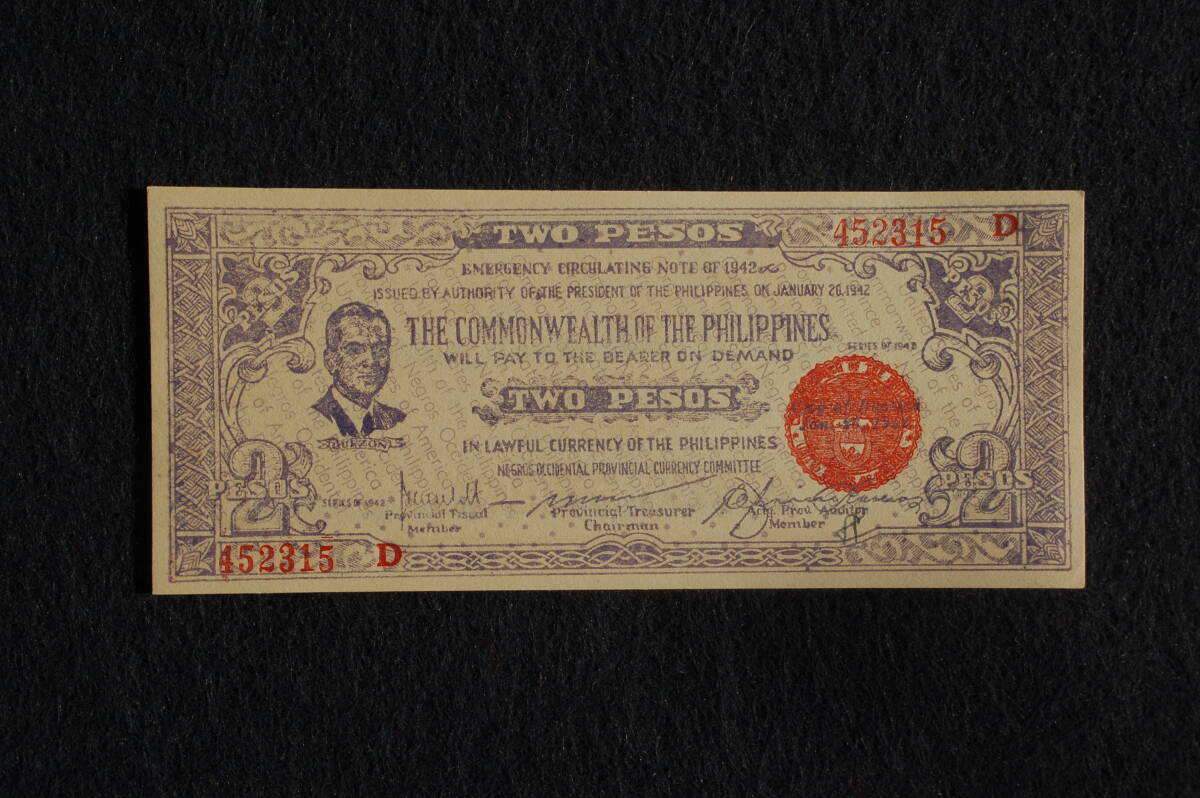 TWO PESOS
452315 D
EMERGENCY CIRCULATING NOTE OF 1942
ISSUED BY AUTHORITY OF THE PRESIDENT OF THE PHILIPPINES ON JANUARY 20, 1942
THE COMMONWEALTH OF THE PHILIPPINES
SERIES OF 1942
WILL PAY TO THE BEARER ON DEMAND
TWO PESOS
QUEZON
IN LAWFUL CURRENCY OF THE PHILIPPINES
NEGROS OCCIDENTAL PROVINCIAL CURRENCY COMMITTEE
2 PESOS
2 PESOS
SERIES OF 1942
Provincial Fiscal
Member
Provincial Treasurer
Chairman
Actg. Prov. Auditor
Member
452315 D